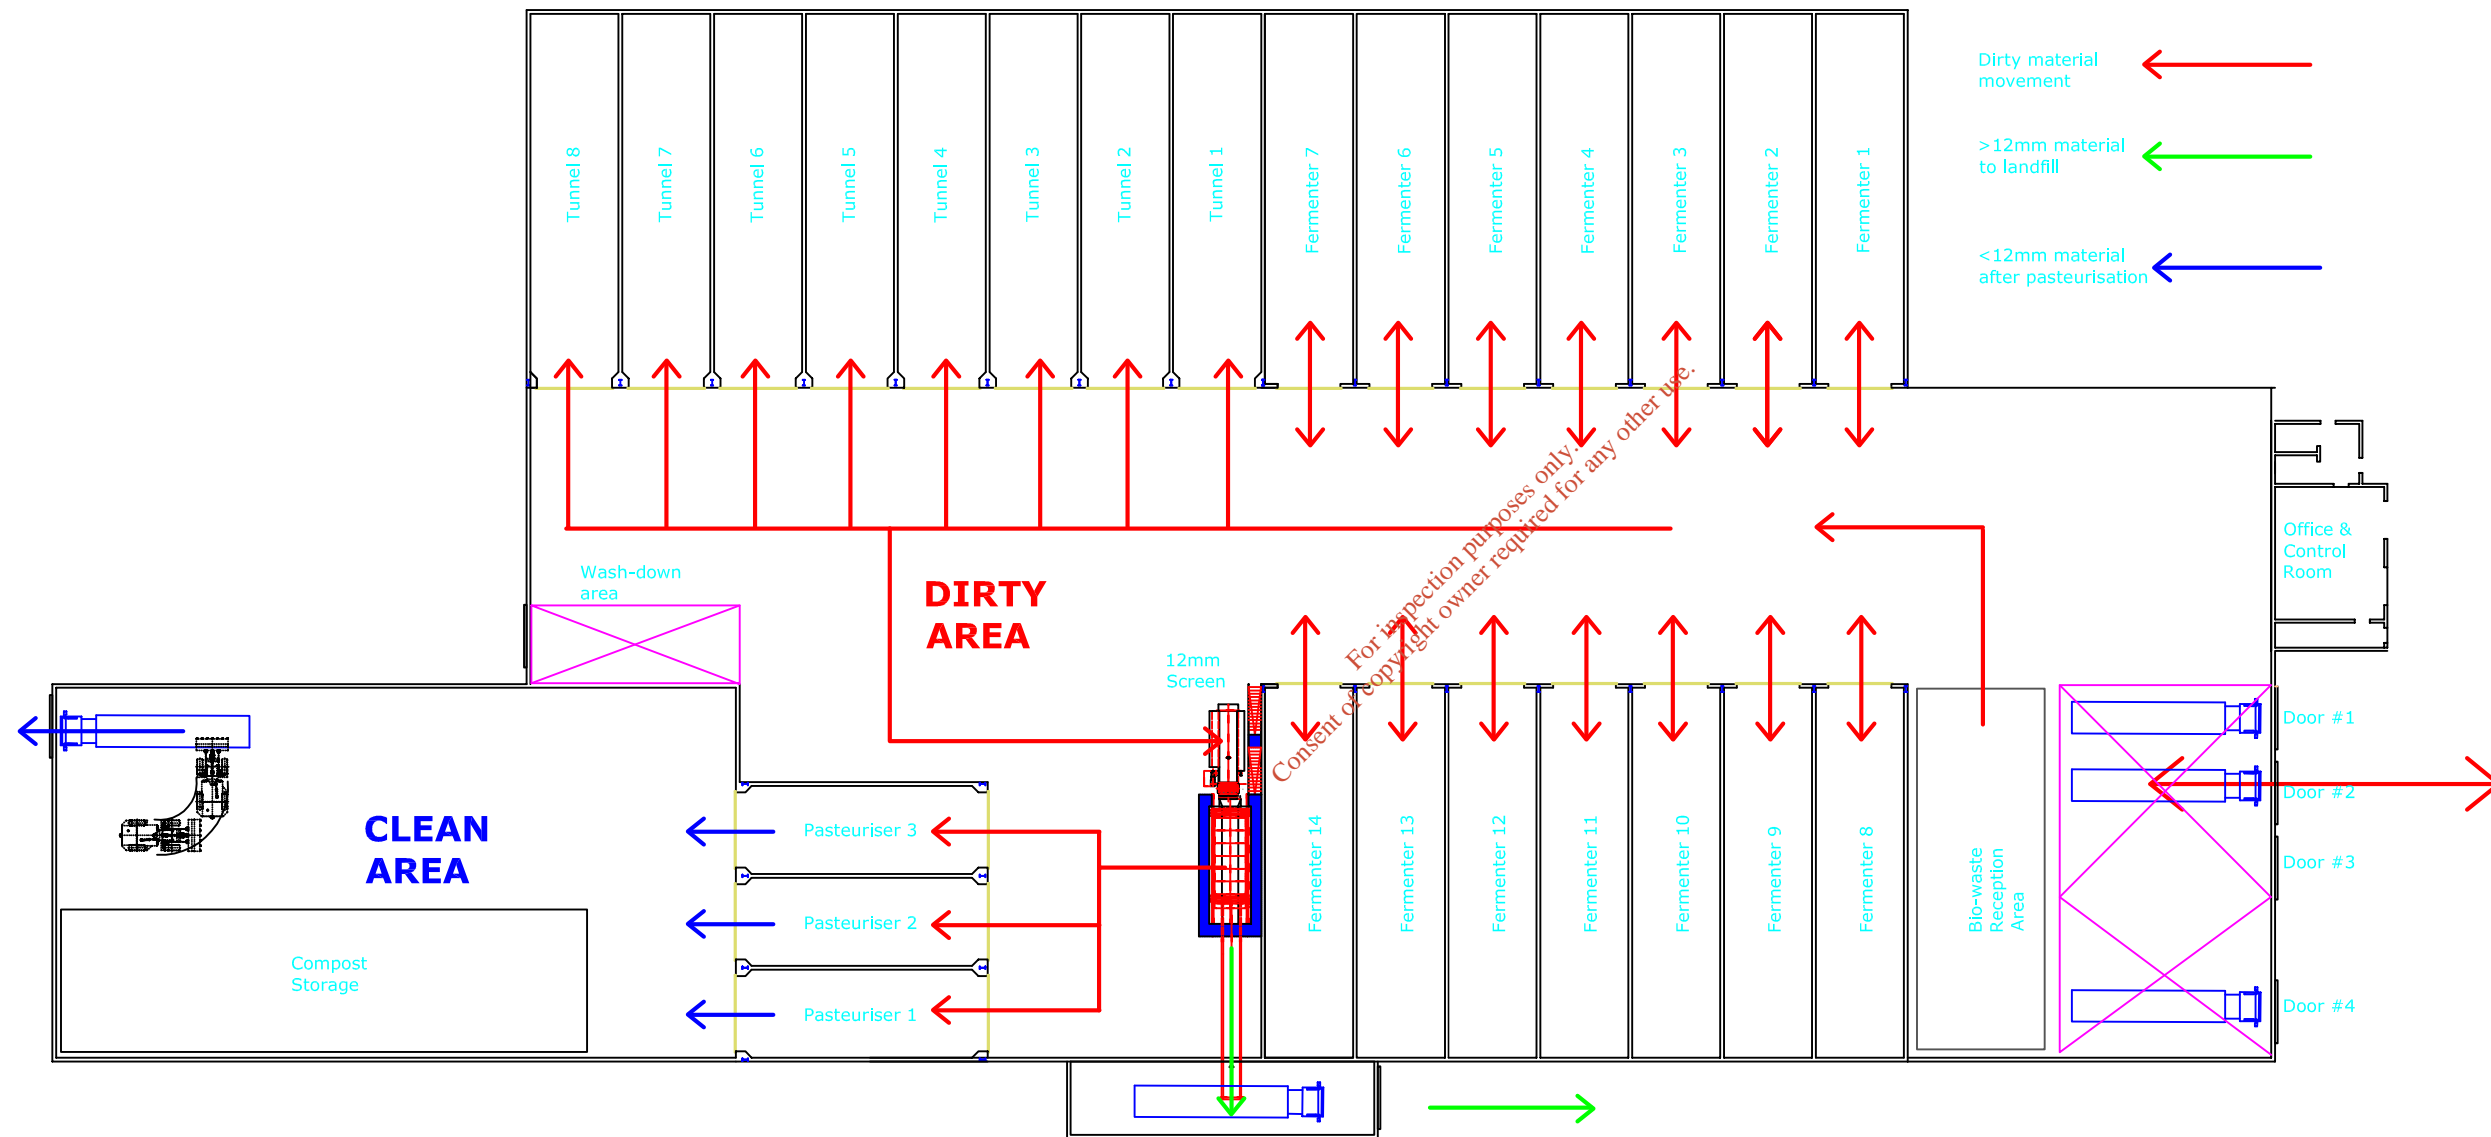 Tunnel 8
Tunnel 7
Tunnel 6
Tunnel 5
Tunnel 4
Tunnel 3
Tunnel 2
Tunnel 1
Fermenter 7
Fermenter 6
Fermenter 5
Fermenter 4
Fermenter 3
Fermenter 2
Fermenter 1
Dirty material
movement
>12mm material
to landfill
<12mm material
after pasteurisation
Office &
Control
Room
Wash-down
area
DIRTY
AREA
12mm
Screen
For inspection purposes only.
Consent of copyright owner required for any other use.
Door #1
Door #2
Door #3
Door #4
CLEAN
AREA
Pasteuriser 3
Pasteuriser 2
Pasteuriser 1
Compost
Storage
Fermenter 14
Fermenter 13
Fermenter 12
Fermenter 11
Fermenter 10
Fermenter 9
Fermenter 8
Bio-waste
Reception
Area